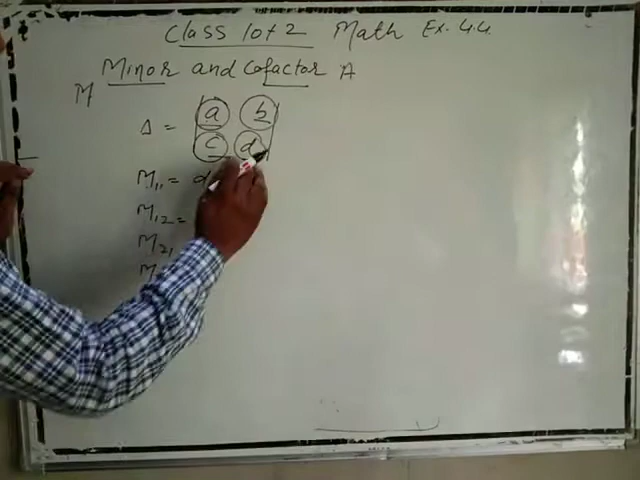 Class 10+2 Math Ex. 4.4
Minor and Cofactor A
M
Δ = | a b |
| c d |
M₁₁ = d
M₁₂ =
M₂₁
M